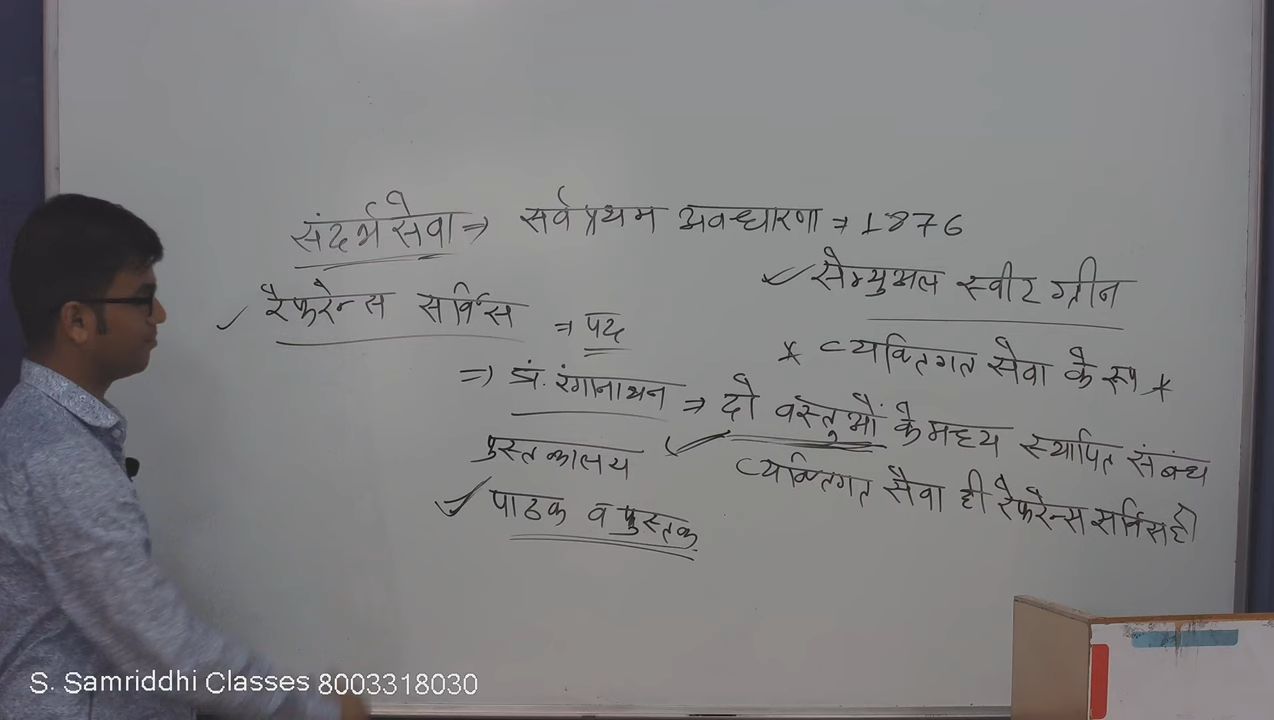 संदर्भ सेवा ⇒ सर्वप्रथम अवधारणा ⇒ 1876
✓ सेम्युअल स्वीट ग्रीन
✓ रैफरेन्स सर्विस ⇒ पद
* व्यक्तिगत सेवा के रूप *
⇒ डॉ. रंगानाथन ⇒ दो वस्तुओं के मध्य स्थापित संबंध
पुस्तकालय ✓ व्यक्तिगत सेवा ही रैफरेन्स सर्विस है
✓ पाठक व पुस्तक
S. Samriddhi Classes 8003318030